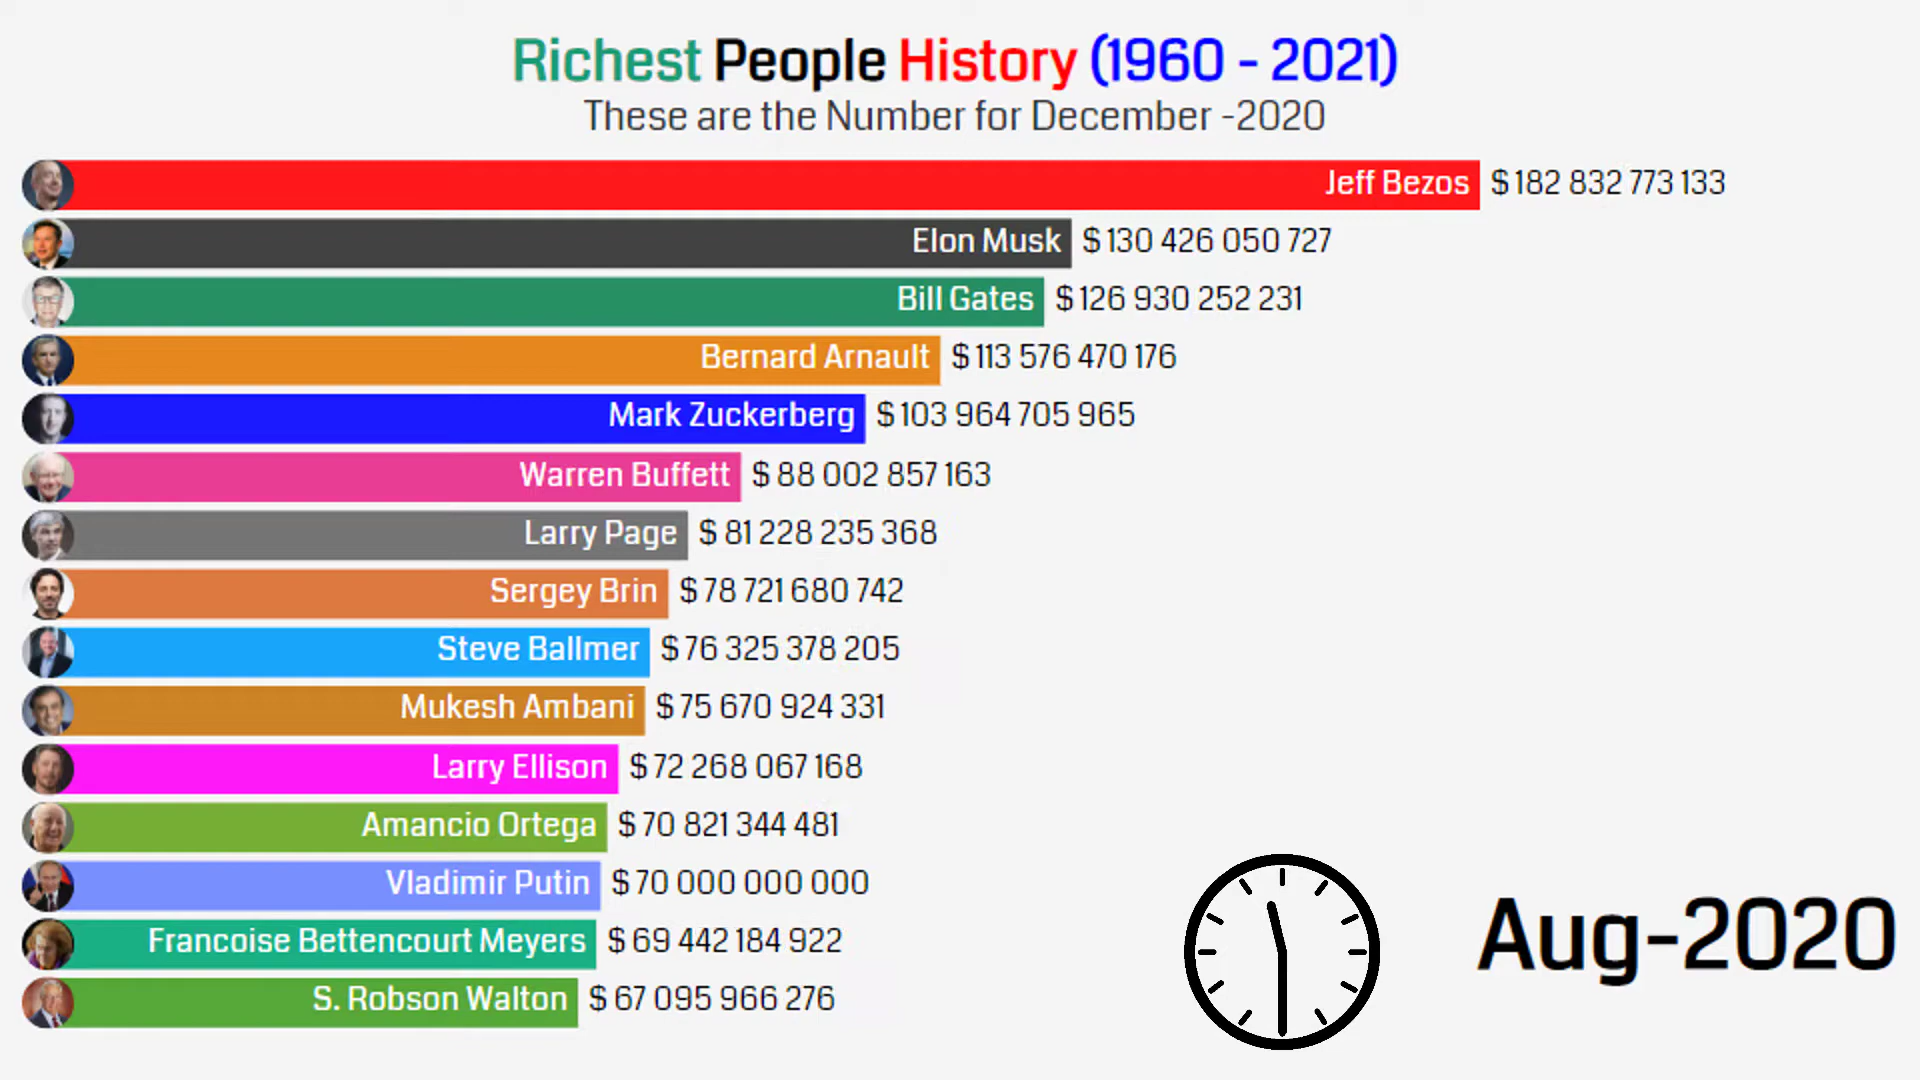 Richest People History (1960 - 2021)
These are the Number for December -2020
Jeff Bezos $ 182 832 773 133
Elon Musk $ 130 426 050 727
Bill Gates $ 126 930 252 231
Bernard Arnault $ 113 576 470 176
Mark Zuckerberg $ 103 964 705 965
Warren Buffett $ 88 002 857 163
Larry Page $ 81 228 235 368
Sergey Brin $ 78 721 680 742
Steve Ballmer $ 76 325 378 205
Mukesh Ambani $ 75 670 924 331
Larry Ellison $ 72 268 067 168
Amancio Ortega $ 70 821 344 481
Vladimir Putin $ 70 000 000 000
Francoise Bettencourt Meyers $ 69 442 184 922
S. Robson Walton $ 67 095 966 276
Aug-2020